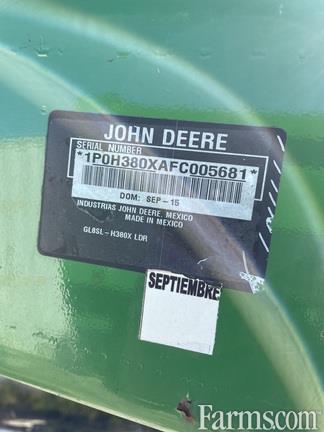 JOHN DEERE
SERIAL NUMBER
*1P0H380XAFC005681*
DOM: SEP-15
INDUSTRIAS JOHN DEERE, MEXICO
MADE IN MEXICO
GL8SL-H380X LDR
SEPTIEMBRE
Farms.com®